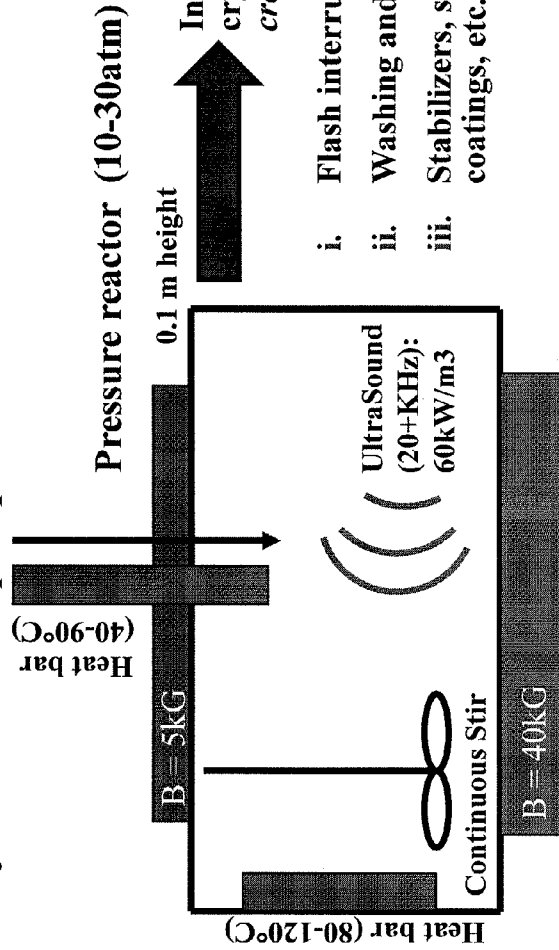 Pressure reactor (10-30atm)
0.1 m height
Heat bar
(40-90°C)
B = 5kG
Heat bar (80-120°C)
Continuous Stir
UltraSound
(20+KHz):
60kW/m3
B = 40kG
In
i. Flash interru
ii. Washing and
iii. Stabilizers, s
coatings, etc.